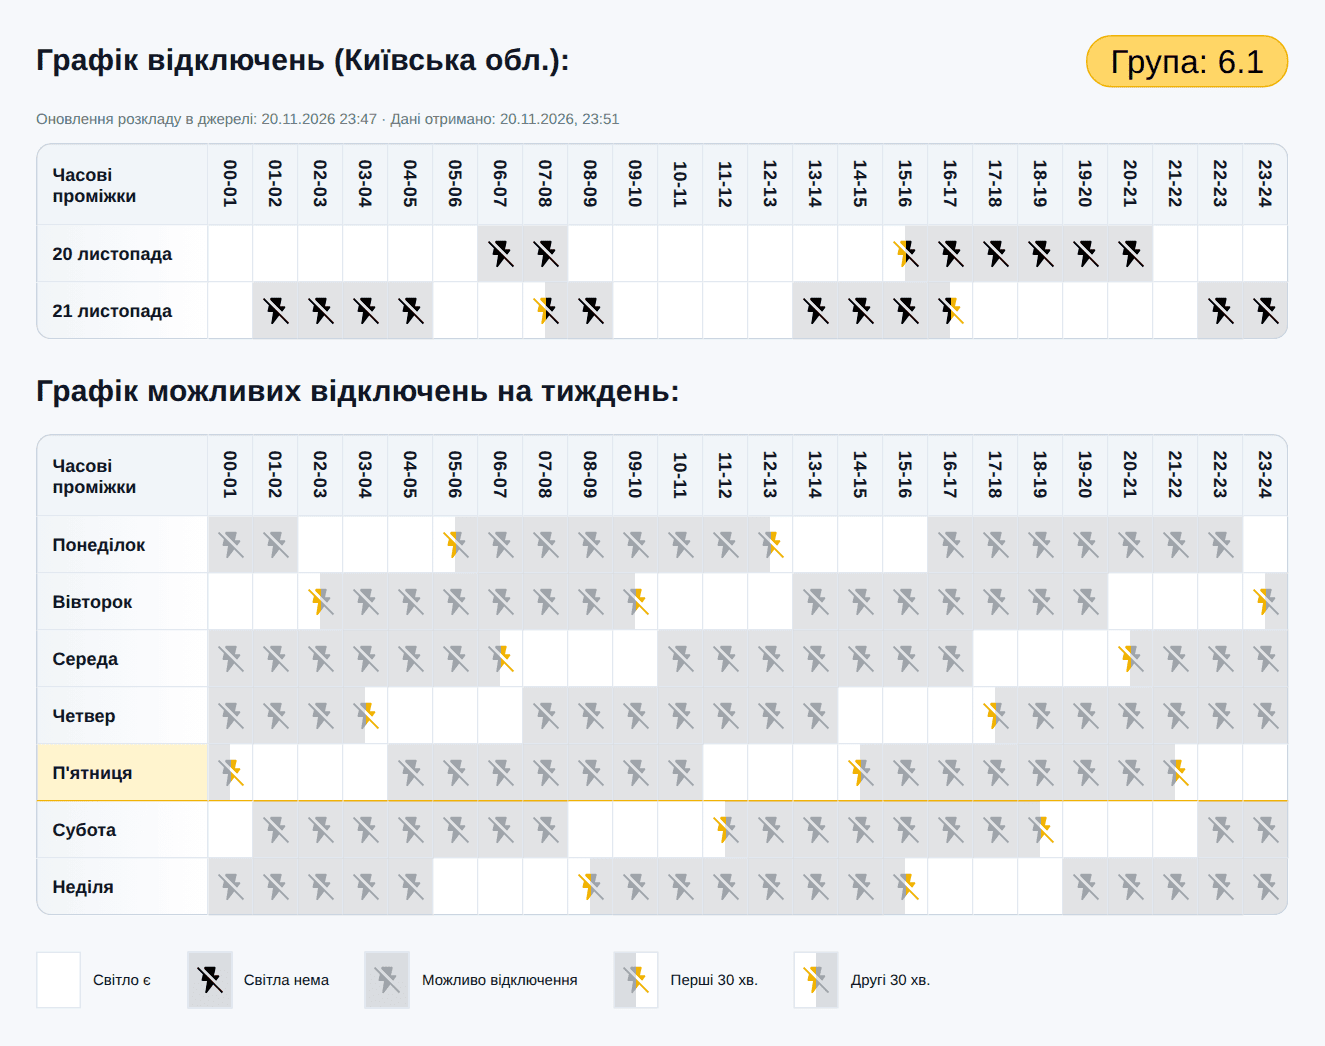 Графік відключень (Київська обл.):
Група: 6.1
Оновлення розкладу в джерелі: 20.11.2026 23:47 · Дані отримано: 20.11.2026, 23:51
Часові проміжки 00-01 01-02 02-03 03-04 04-05 05-06 06-07 07-08 08-09 09-10 10-11 11-12 12-13 13-14 14-15 15-16 16-17 17-18 18-19 19-20 20-21 21-22 22-23 23-24
20 листопада
21 листопада
Графік можливих відключень на тиждень:
Часові проміжки 00-01 01-02 02-03 03-04 04-05 05-06 06-07 07-08 08-09 09-10 10-11 11-12 12-13 13-14 14-15 15-16 16-17 17-18 18-19 19-20 20-21 21-22 22-23 23-24
Понеділок
Вівторок
Середа
Четвер
П'ятниця
Субота
Неділя
Світло є Світла нема Можливо відключення Перші 30 хв. Другі 30 хв.